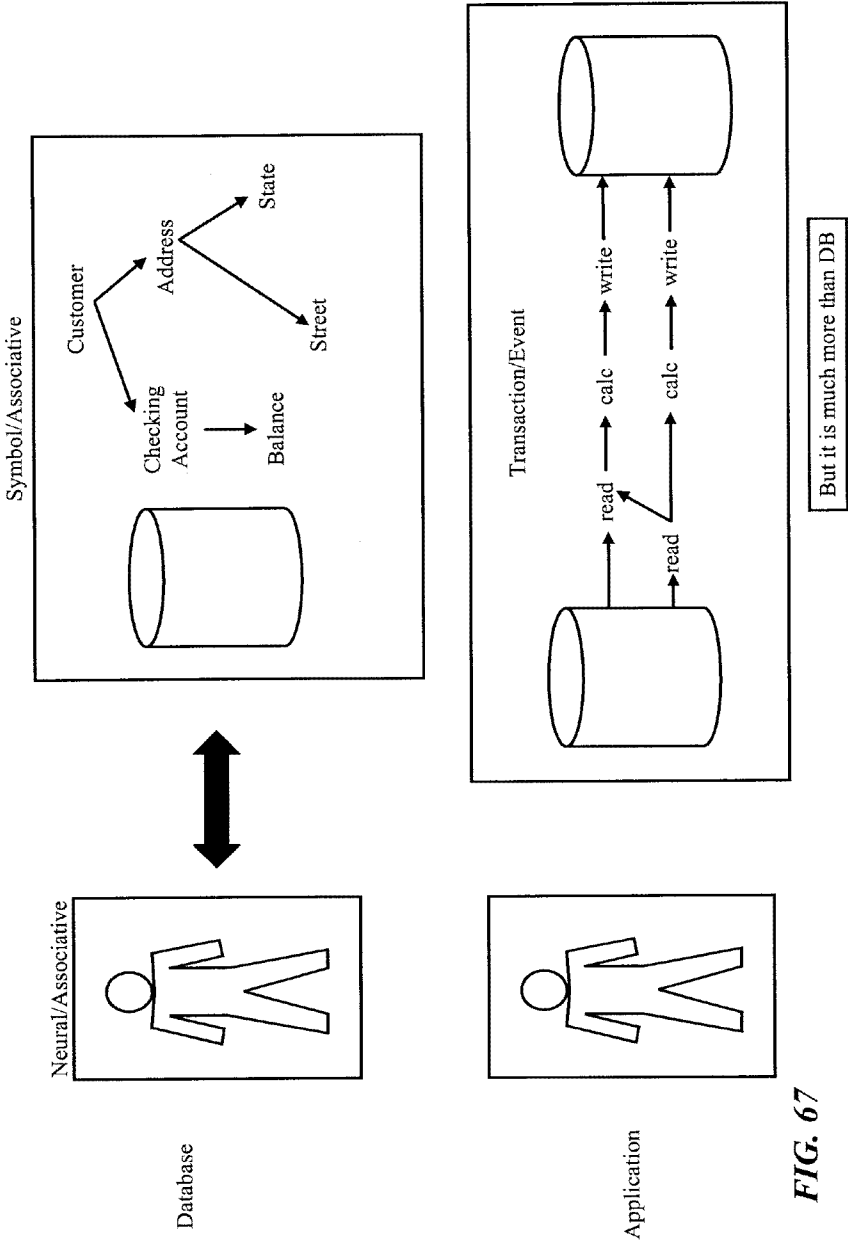 Symbol/Associative
Neural/Associative
Database
Customer
Checking
Account
Address
Balance
Street
State
Application
Transaction/Event
read
calc
write
read
calc
write
But it is much more than DB
FIG. 67